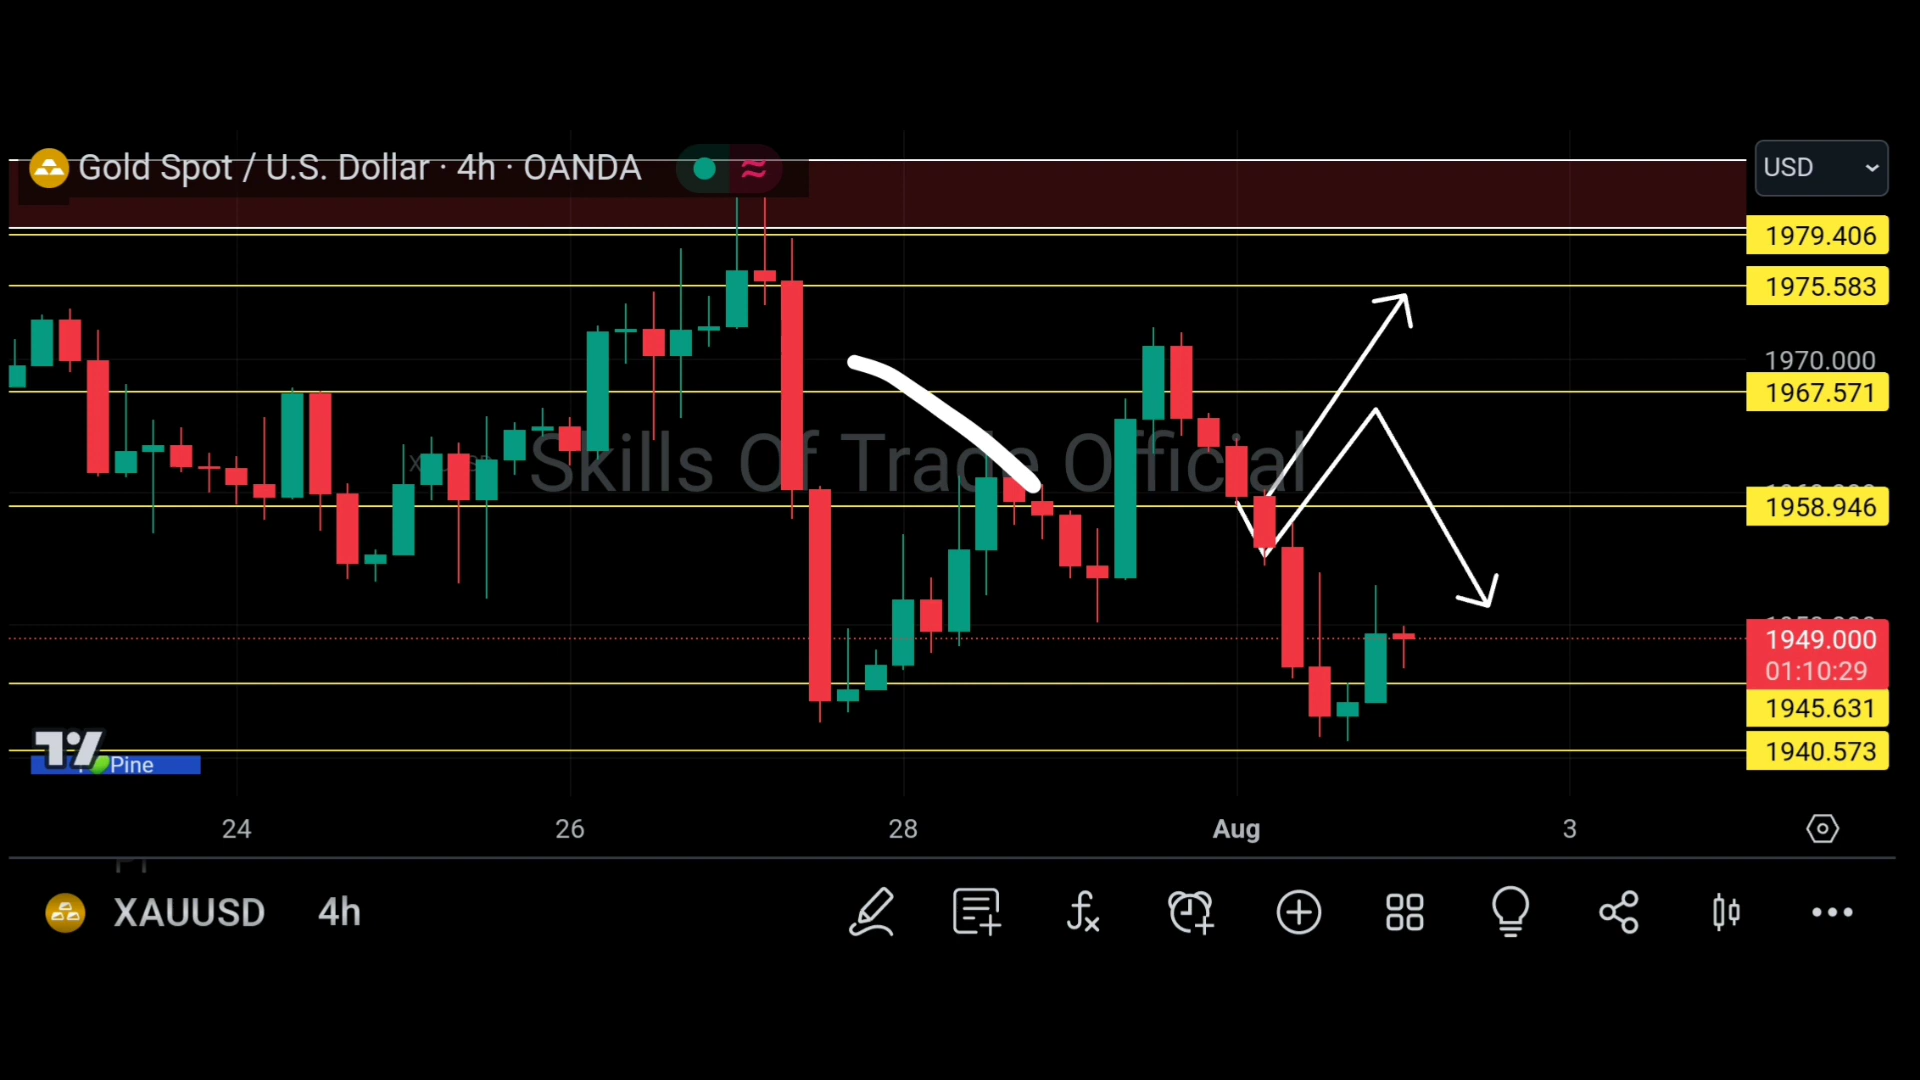 Gold Spot / U.S. Dollar · 4h · OANDA
USD
1979.406
1975.583
1970.000
1967.571
Skills Of Trade Official
1958.946
1949.000
01:10:29
1945.631
1940.573
Pine
24 26 28 Aug 3
XAUUSD 4h